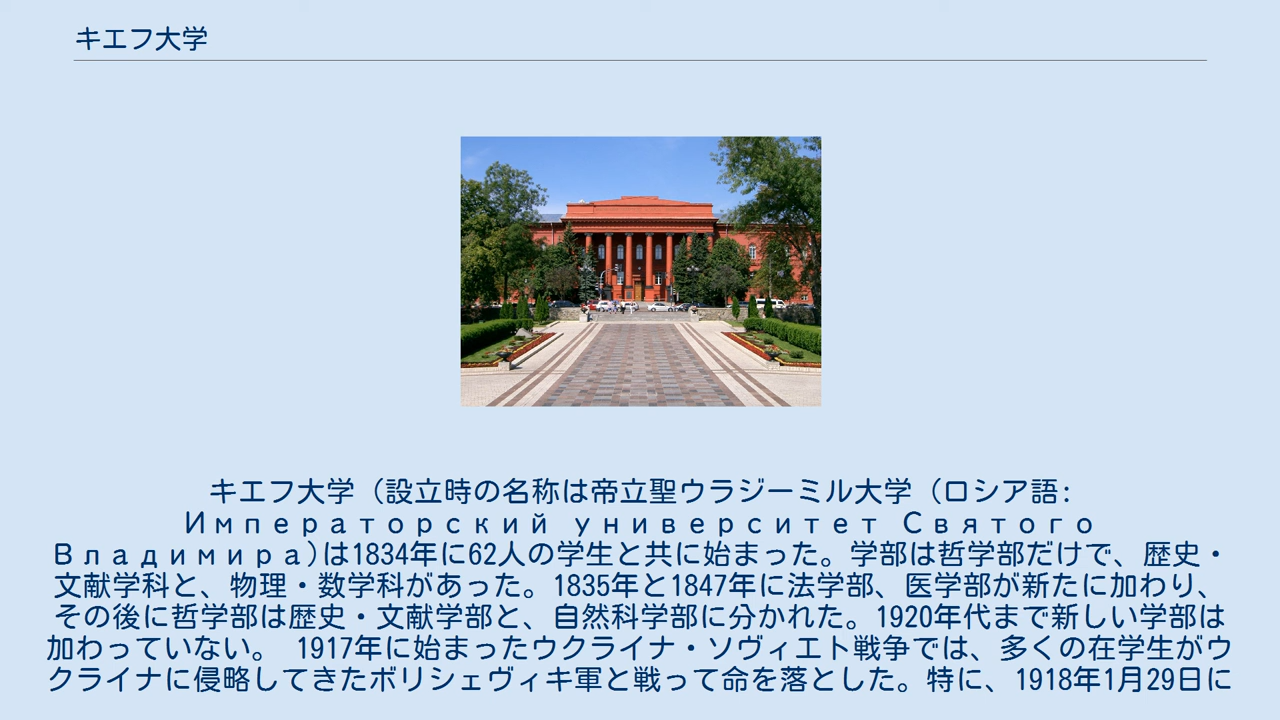 キエフ大学
キエフ大学（設立時の名称は帝立聖ウラジーミル大学（ロシア語:
Императорский университет Святого
Владимира)は1834年に62人の学生と共に始まった。学部は哲学部だけで、歴史・
文献学科と、物理・数学科があった。1835年と1847年に法学部、医学部が新たに加わり、
その後に哲学部は歴史・文献学部と、自然科学部に分かれた。1920年代まで新しい学部は
加わっていない。 1917年に始まったウクライナ・ソヴィエト戦争では、多くの在学生がウ
クライナに侵略してきたボリシェヴィキ軍と戦って命を落とした。特に、1918年1月29日に